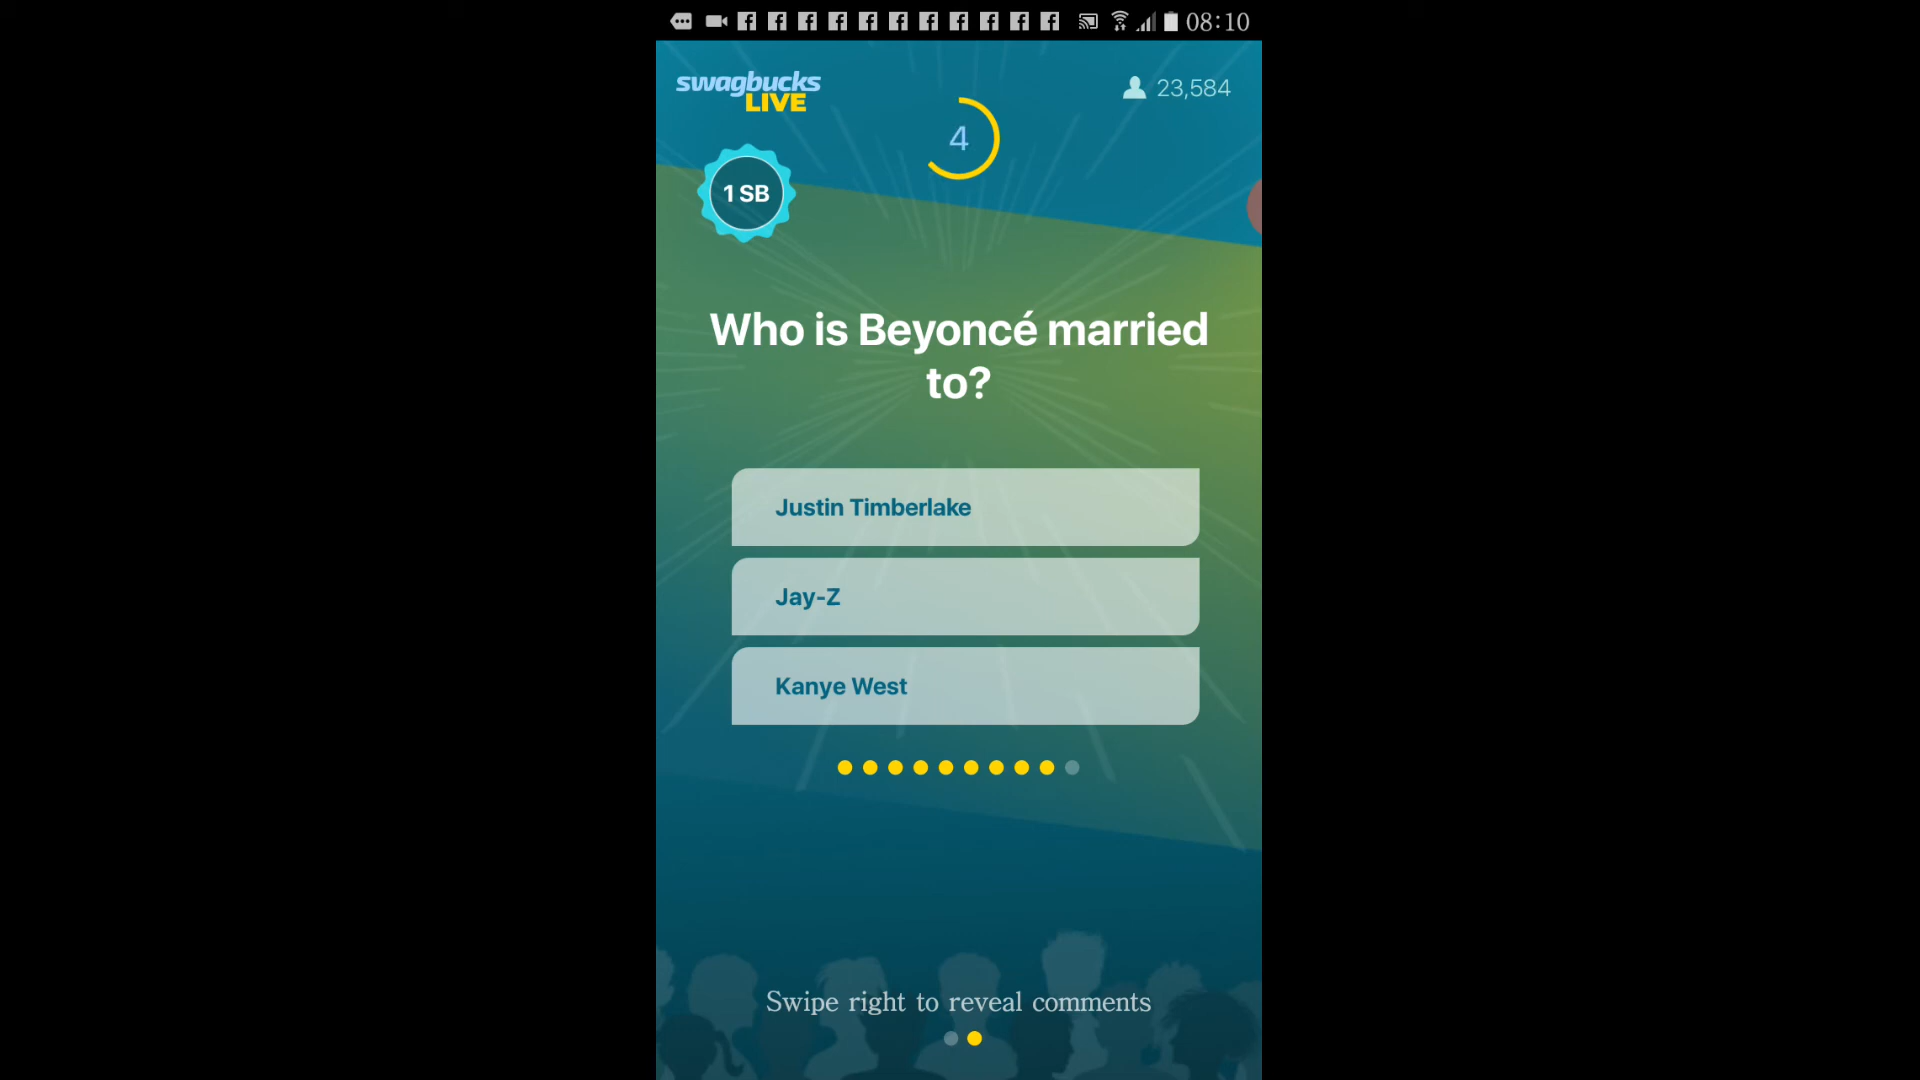 08:10
swagbucks
LIVE
23,584
4
1 SB
Who is Beyoncé married
to?
Justin Timberlake
Jay-Z
Kanye West
Swipe right to reveal comments